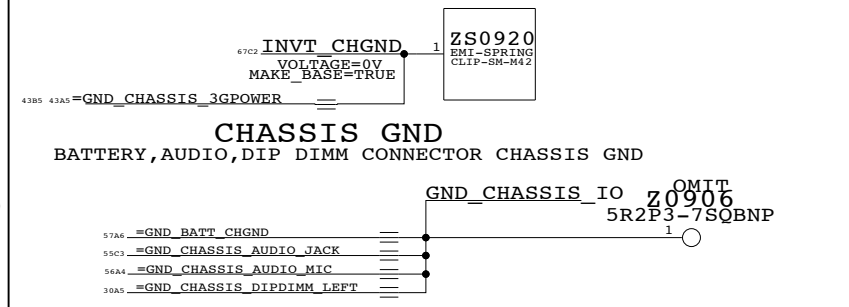 ZS0920
67C2 INVT_CHGND 1 EMI-SPRING
VOLTAGE=0V CLIP-SM-M42
MAKE_BASE=TRUE
43B5 43A5 =GND_CHASSIS_3GPOWER
CHASSIS GND
BATTERY,AUDIO,DIP DIMM CONNECTOR CHASSIS GND
OMIT
GND_CHASSIS_IO Z0906
5R2P3-7SQBNP
57A6 =GND_BATT_CHGND 1
55C3 =GND_CHASSIS_AUDIO_JACK
56A4 =GND_CHASSIS_AUDIO_MIC
30A5 =GND_CHASSIS_DIPDIMM_LEFT